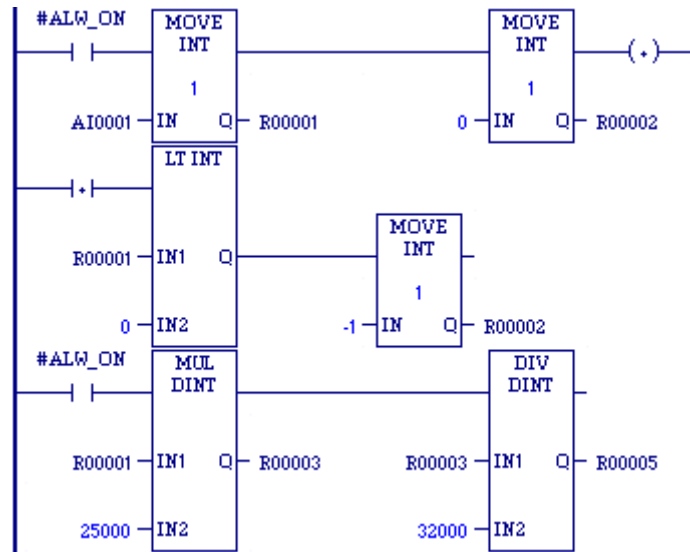 #ALW_ON MOVE INT MOVE INT
1 1
AI0001 IN Q R00001 0 IN Q R00002
LT INT
MOVE INT
R00001 IN1 Q 1
0 IN2 -1 IN Q R00002
#ALW_ON MUL DINT DIV DINT
R00001 IN1 Q R00003 R00003 IN1 Q R00005
25000 IN2 32000 IN2